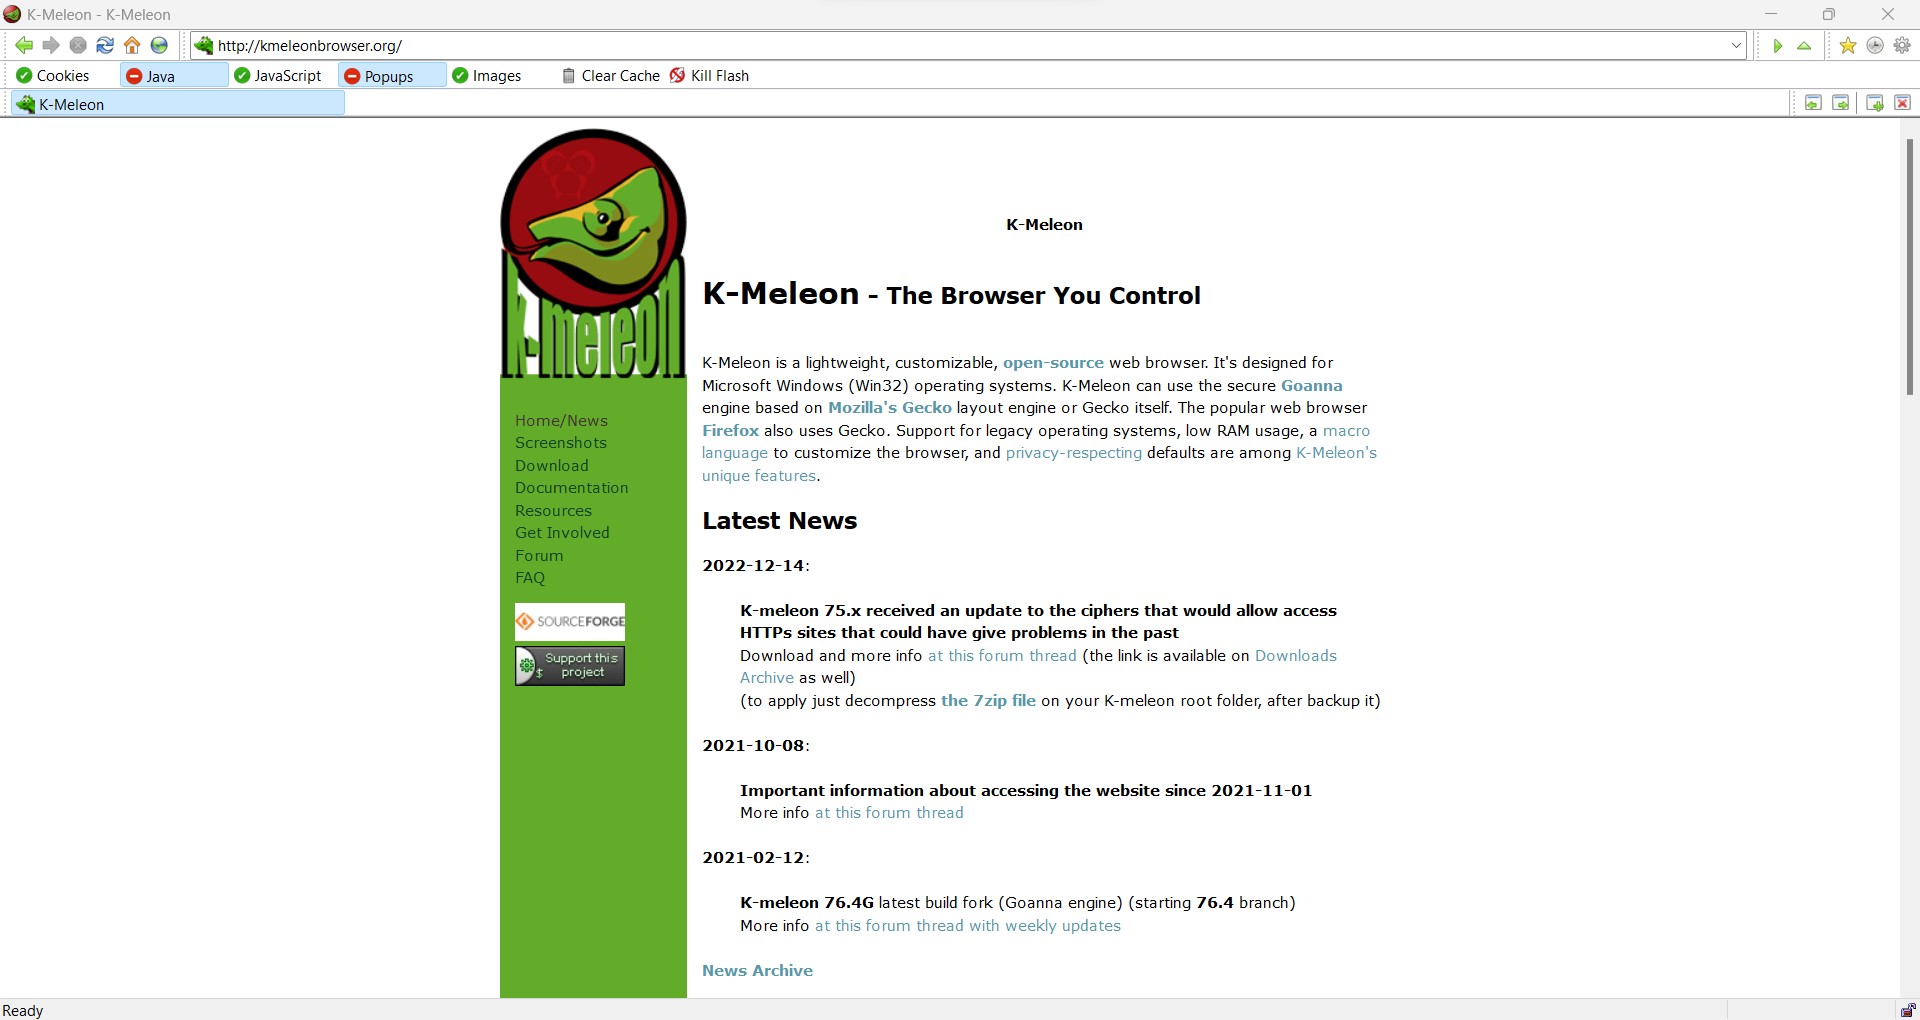 K-Meleon - K-Meleon
http://kmeleonbrowser.org/
Cookies Java JavaScript Popups Images Clear Cache Kill Flash
K-Meleon
k-meleon
K-Meleon
K-Meleon - The Browser You Control
K-Meleon is a lightweight, customizable, open-source web browser. It's designed for
Microsoft Windows (Win32) operating systems. K-Meleon can use the secure Goanna
engine based on Mozilla's Gecko layout engine or Gecko itself. The popular web browser
Firefox also uses Gecko. Support for legacy operating systems, low RAM usage, a macro
language to customize the browser, and privacy-respecting defaults are among K-Meleon's
unique features.
Home/News
Screenshots
Download
Documentation
Resources
Get Involved
Forum
FAQ
SOURCEFORGE
Support this
$ project
Latest News
2022-12-14:
K-meleon 75.x received an update to the ciphers that would allow access
HTTPs sites that could have give problems in the past
Download and more info at this forum thread (the link is available on Downloads
Archive as well)
(to apply just decompress the 7zip file on your K-meleon root folder, after backup it)
2021-10-08:
Important information about accessing the website since 2021-11-01
More info at this forum thread
2021-02-12:
K-meleon 76.4G latest build fork (Goanna engine) (starting 76.4 branch)
More info at this forum thread with weekly updates
News Archive
Ready